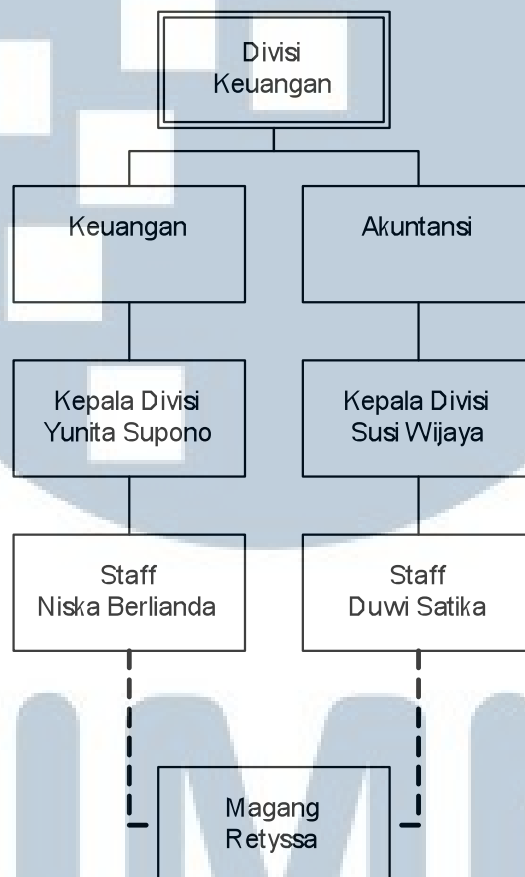 Divisi
Keuangan
Keuangan
Akuntansi
Kepala Divisi
Yunita Supono
Kepala Divisi
Susi Wijaya
Staff
Niska Berlianda
Staff
Duwi Satika
Magang
Retyssa